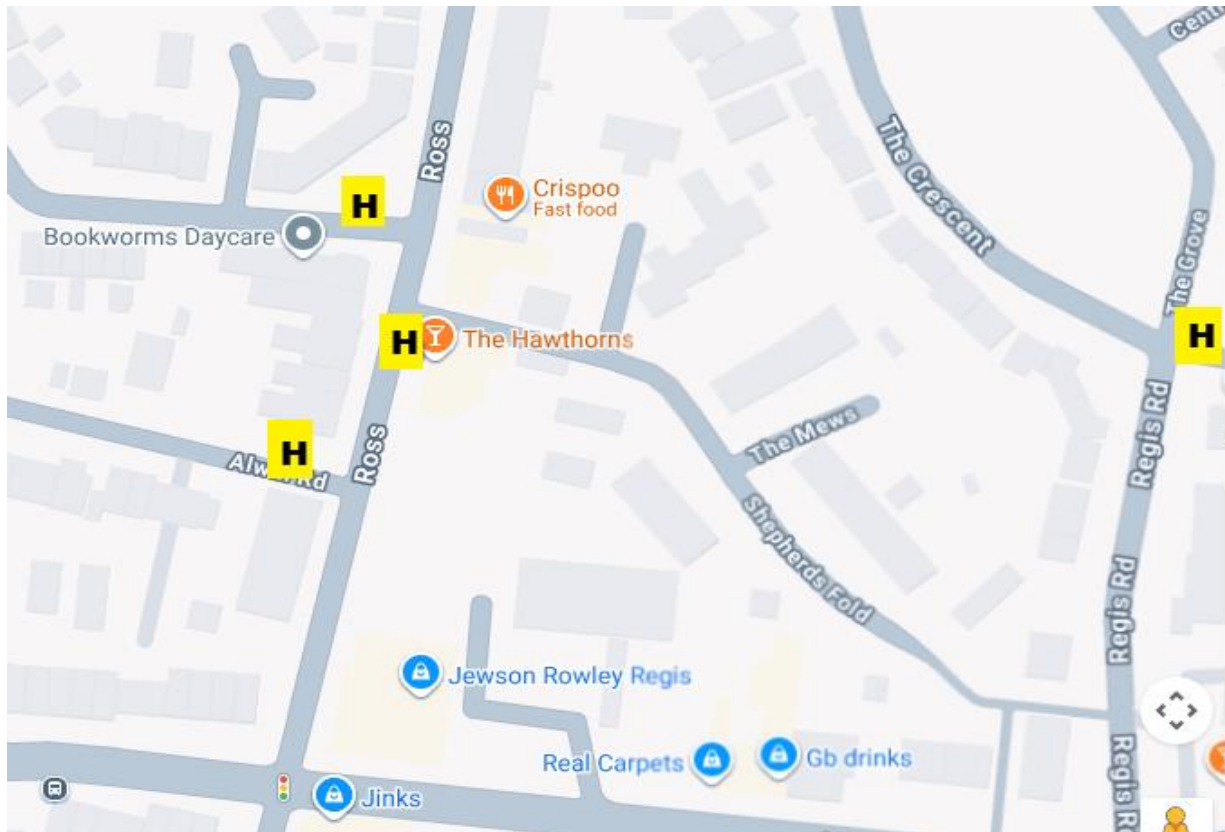 Centr
Ross
The Crescent
H
Crispoo
Fast food
Bookworms Daycare
The Grove
H
The Hawthorns
H
Regis Rd
The Mews
H
Rd
Ross
Shepherds Fold
Regis Rd
Jewson Rowley Regis
Real Carpets
Gb drinks
Regis R
Jinks